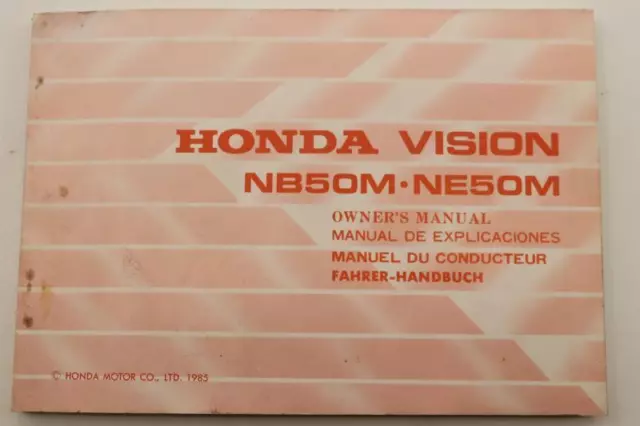 HONDA VISION
NB50M·NE50M
OWNER'S MANUAL
MANUAL DE EXPLICACIONES
MANUEL DU CONDUCTEUR
FAHRER-HANDBUCH
© HONDA MOTOR CO., LTD. 1985